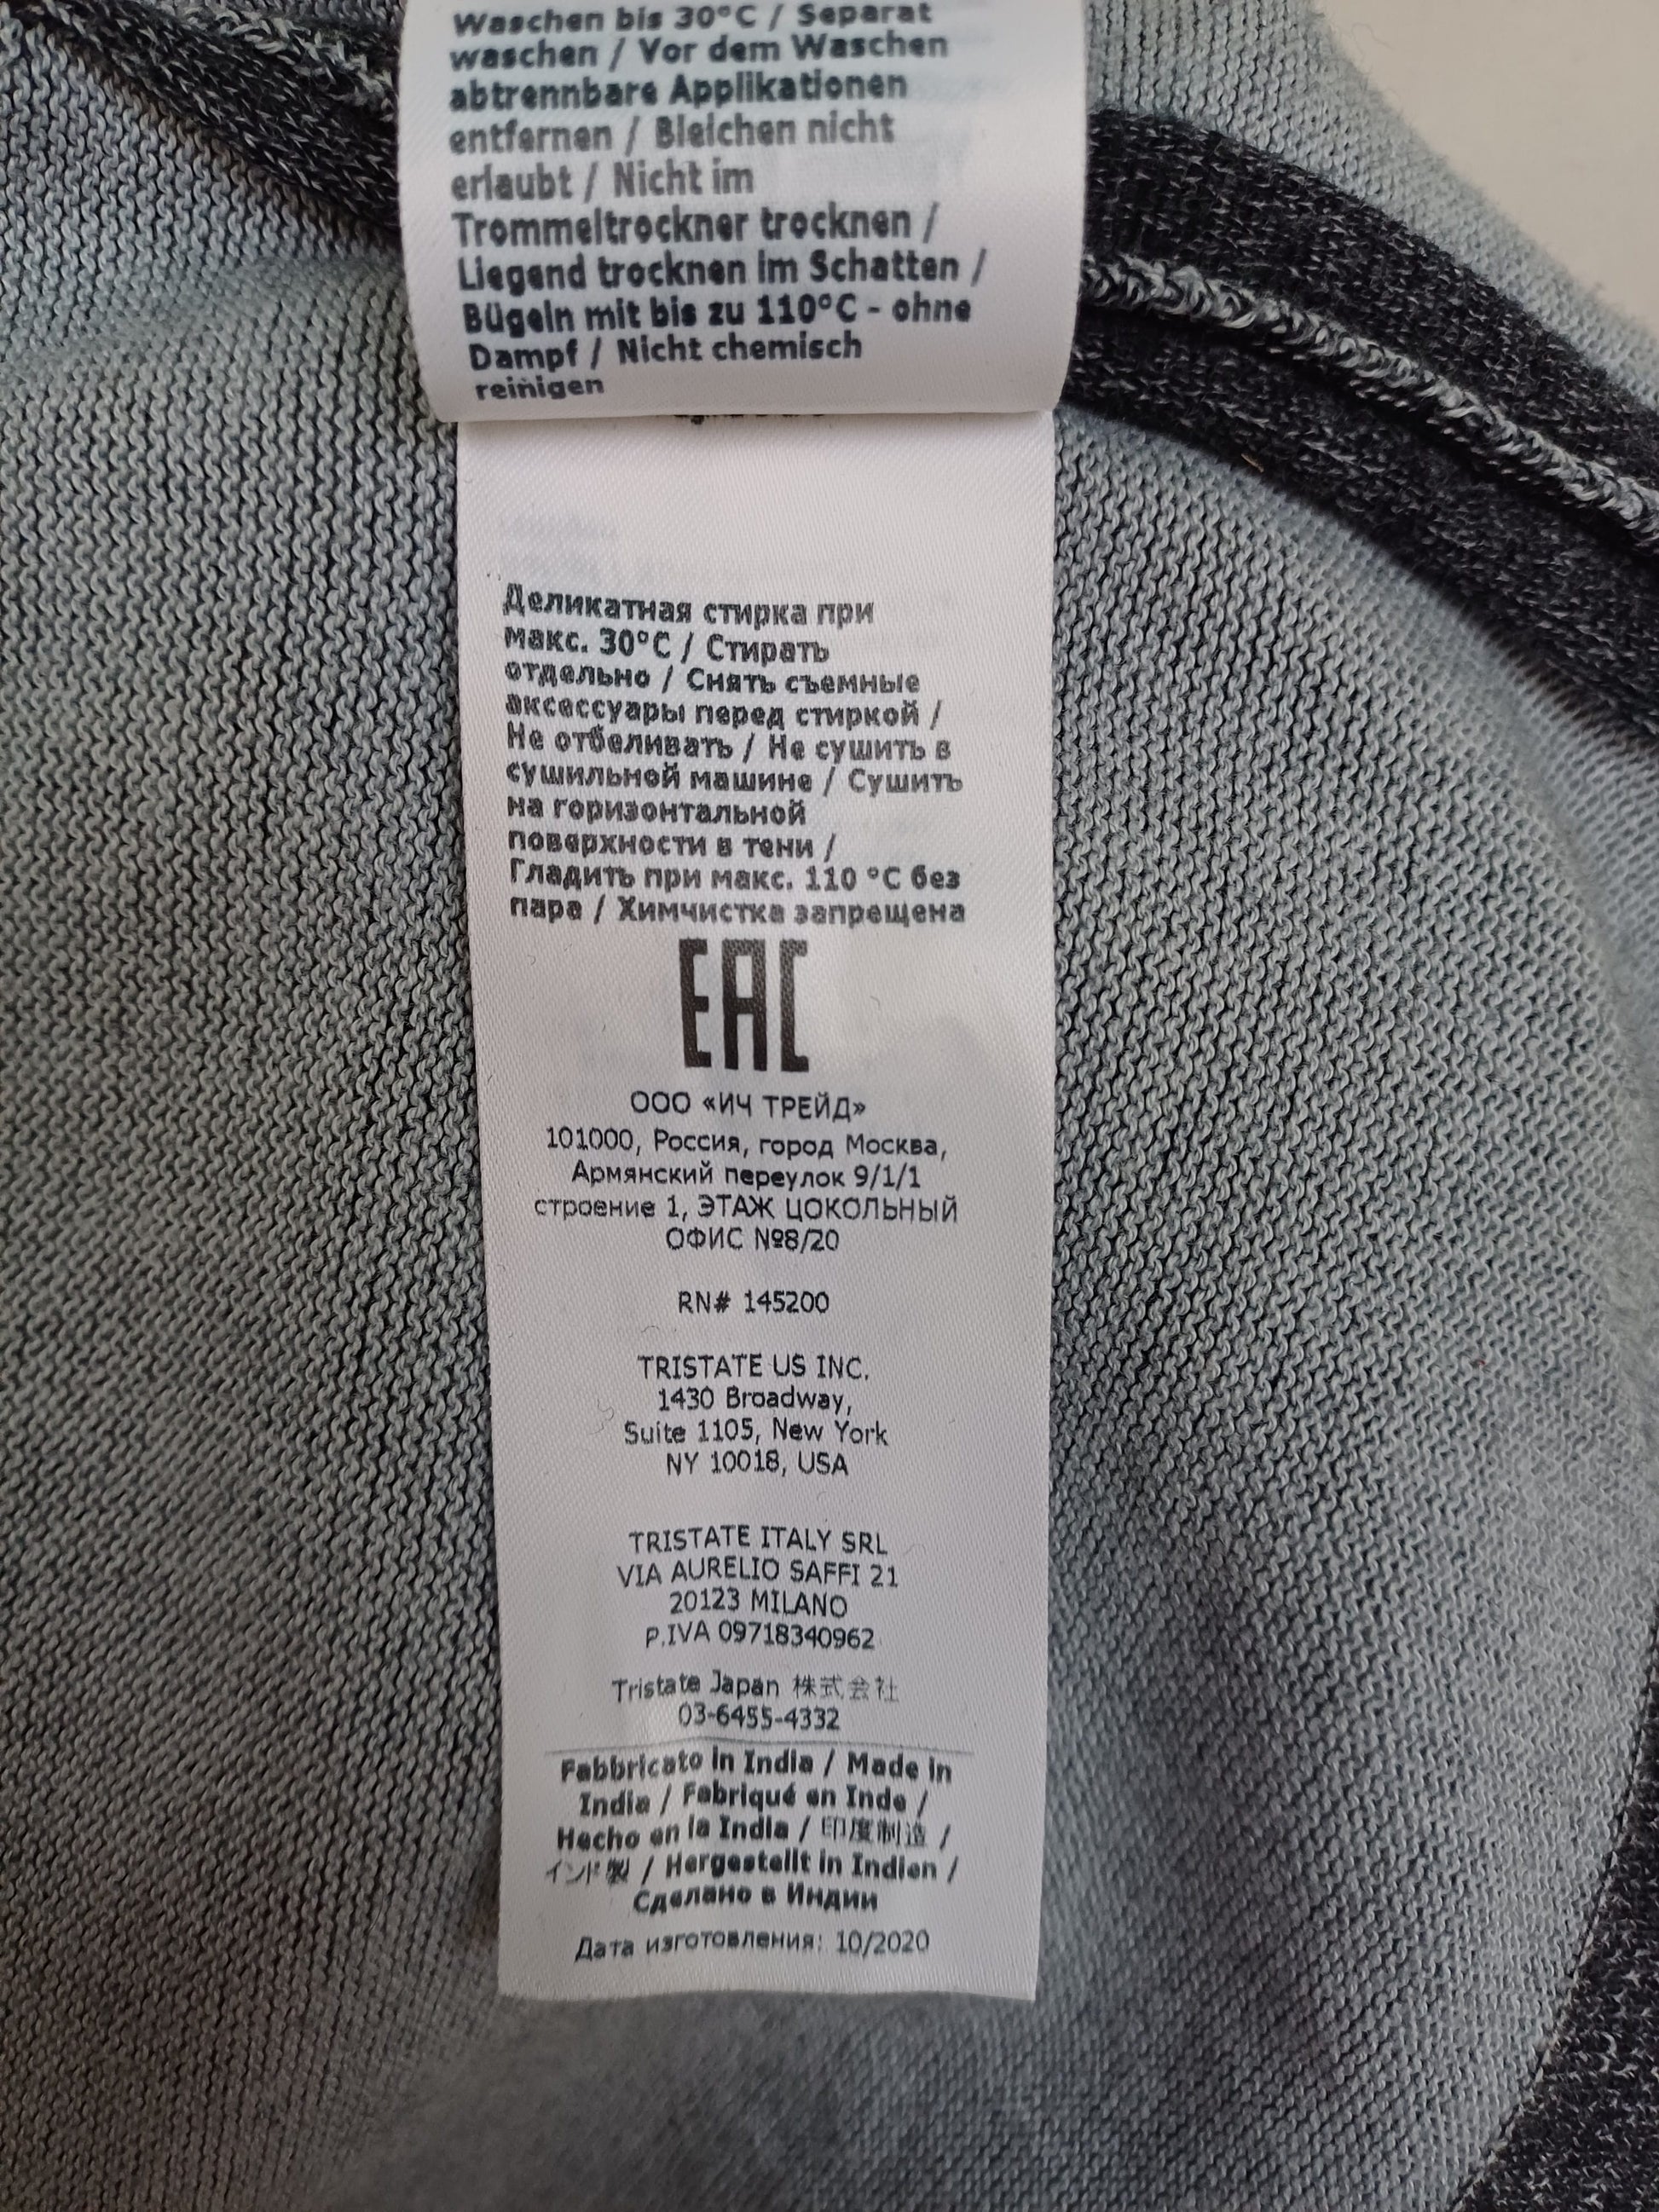 Waschen bis 30°C / Separat
waschen / Vor dem Waschen
abtrennbare Applikationen
entfernen / Bleichen nicht
erlaubt / Nicht im
Trommeltrockner trocknen /
Liegend trocknen im Schatten /
Bügeln mit bis zu 110°C - ohne
Dampf / Nicht chemisch
reinigen
Деликатная стирка при
макс. 30°C / Стирать
отдельно / Снять съемные
аксессуары перед стиркой /
Не отбеливать / Не сушить в
сушильной машине / Сушить
на горизонтальной
поверхности в тени /
Гладить при макс. 110 °C без
пара / Химчистка запрещена
EAC
ООО «ИЧ ТРЕЙД»
101000, Россия, город Москва,
Армянский переулок 9/1/1
строение 1, ЭТАЖ ЦОКОЛЬНЫЙ
ОФИС №8/20
RN# 145200
TRISTATE US INC.
1430 Broadway,
Suite 1105, New York
NY 10018, USA
TRISTATE ITALY SRL
VIA AURELIO SAFFI 21
20123 MILANO
P.IVA 09718340962
Tristate Japan 株式会社
03-6455-4332
Fabbricato in India / Made in
India / Fabriqué en Inde /
Hecho en la India / 印度制造 /
インド製 / Hergestellt in Indien /
Сделано в Индии
Дата изготовления: 10/2020